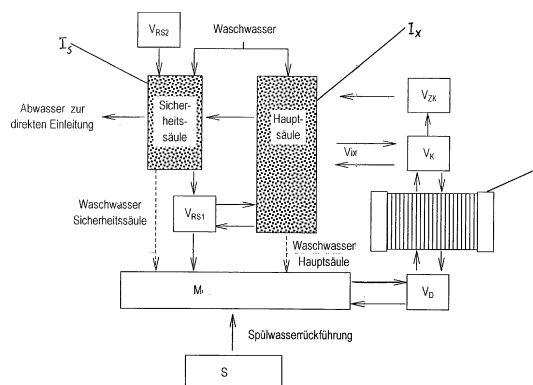 V_RS2
Waschwasser
I_S
I_X
Sicher-
heits-
säule
Haupt-
säule
V_ZK
Abwasser zur
direkten Einleitung
V_IX
V_K
Waschwasser
Sicherheitssäule
V_RS1
Waschwasser
Hauptsäule
M
V_D
Spülwasserrückführung
S